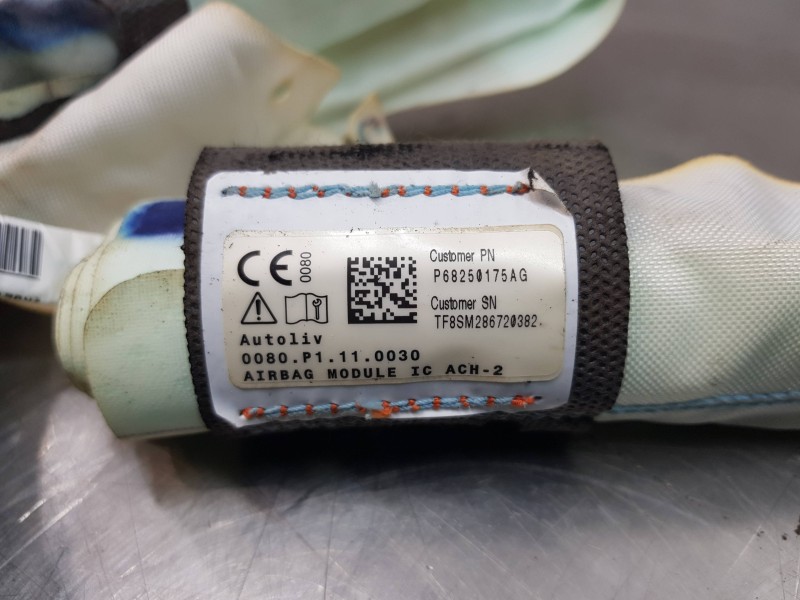 CE 0080
Customer PN
P68250175AG
Customer SN
TF8SM286720382
Autoliv
0080.P1.11.0030
AIRBAG MODULE IC ACH-2